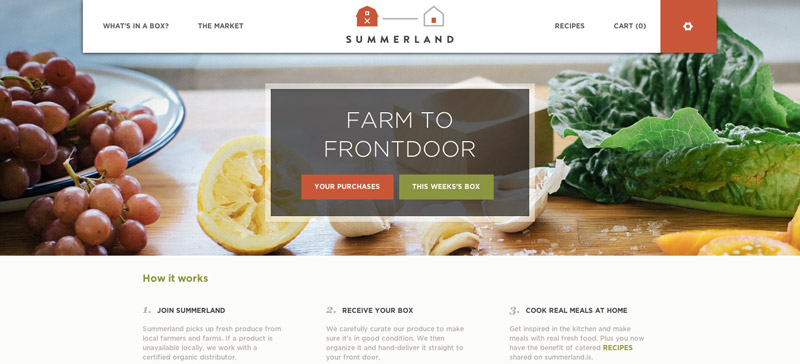 WHAT'S IN A BOX?
THE MARKET
SUMMERLAND
RECIPES
CART (0)
FARM TO
FRONTDOOR
YOUR PURCHASES
THIS WEEKS'S BOX
How it works
1. JOIN SUMMERLAND
Summerland picks up fresh produce from
local farmers and farms. If a product is
unavailable locally, we work with a
certified organic distributor.
2. RECEIVE YOUR BOX
We carefully curate our produce to make
sure it's in good condition. We then
organize it and hand-deliver it straight to
your front door.
3. COOK REAL MEALS AT HOME
Get inspired in the kitchen and make
meals with real fresh food. Plus you now
have the benefit of catered RECIPES
shared on summerland.is.